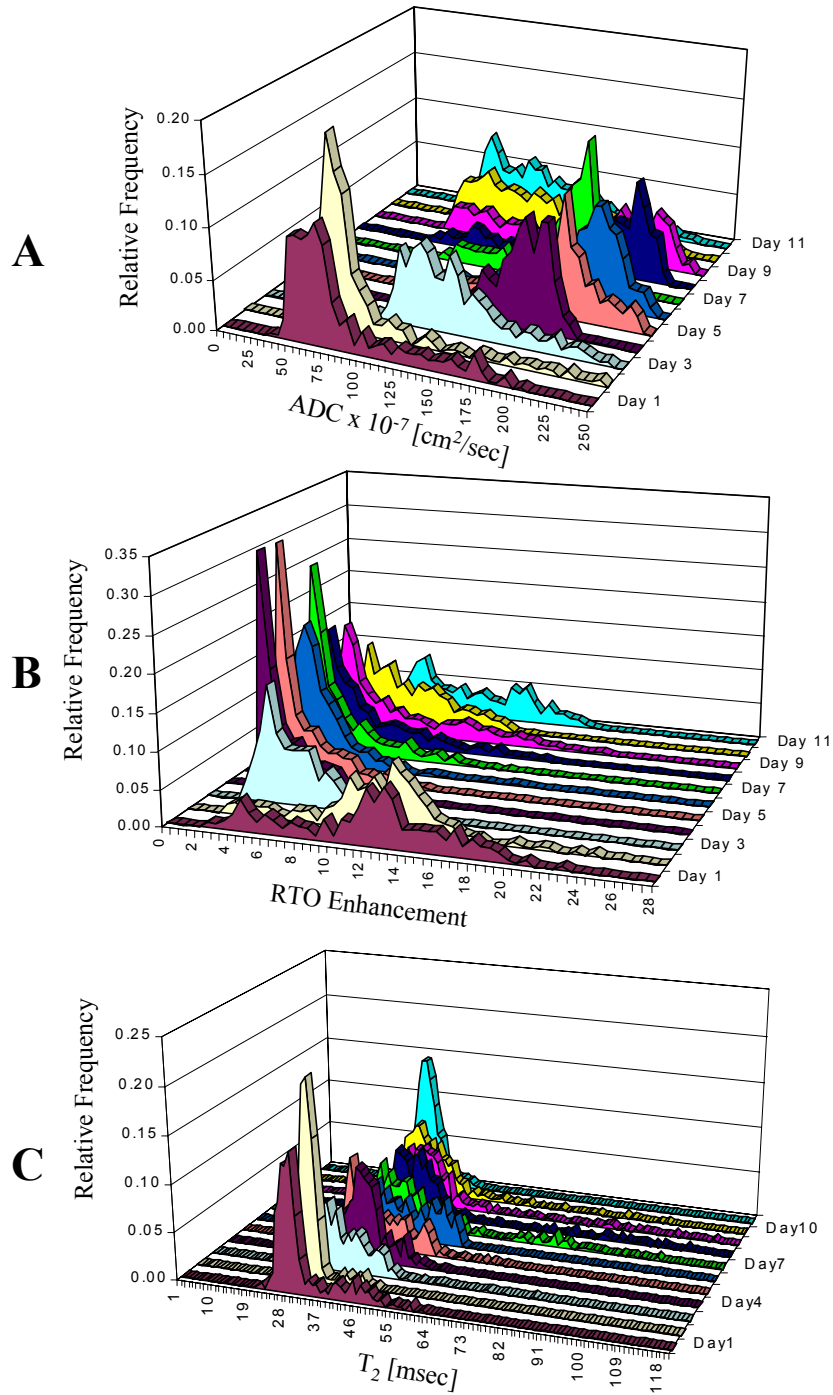 A
Relative Frequency
0.20
0.15
0.10
0.05
0.00
0
25
50
75
100
125
150
175
200
225
250
ADC x 10-7 [cm2/sec]
Day 11
Day 9
Day 7
Day 5
Day 3
Day 1
B
Relative Frequency
0.35
0.30
0.25
0.20
0.15
0.10
0.05
0.00
0
2
4
6
8
10
12
14
16
18
20
22
24
26
28
RTO Enhancement
Day 11
Day 9
Day 7
Day 5
Day 3
Day 1
C
Relative Frequency
0.25
0.20
0.15
0.10
0.05
0.00
1
10
19
28
37
46
55
64
73
82
91
100
109
118
T2 [msec]
Day10
Day7
Day4
Day1